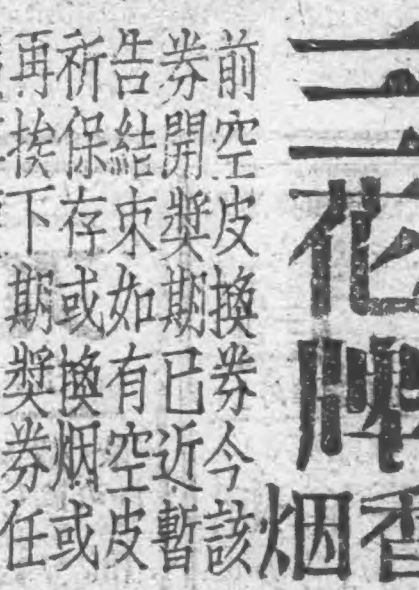 三花牌
香烟
前空皮換券今該
券開獎期已近暫
告結束如有空皮
祈保存或換烟或
再挨下期獎券任